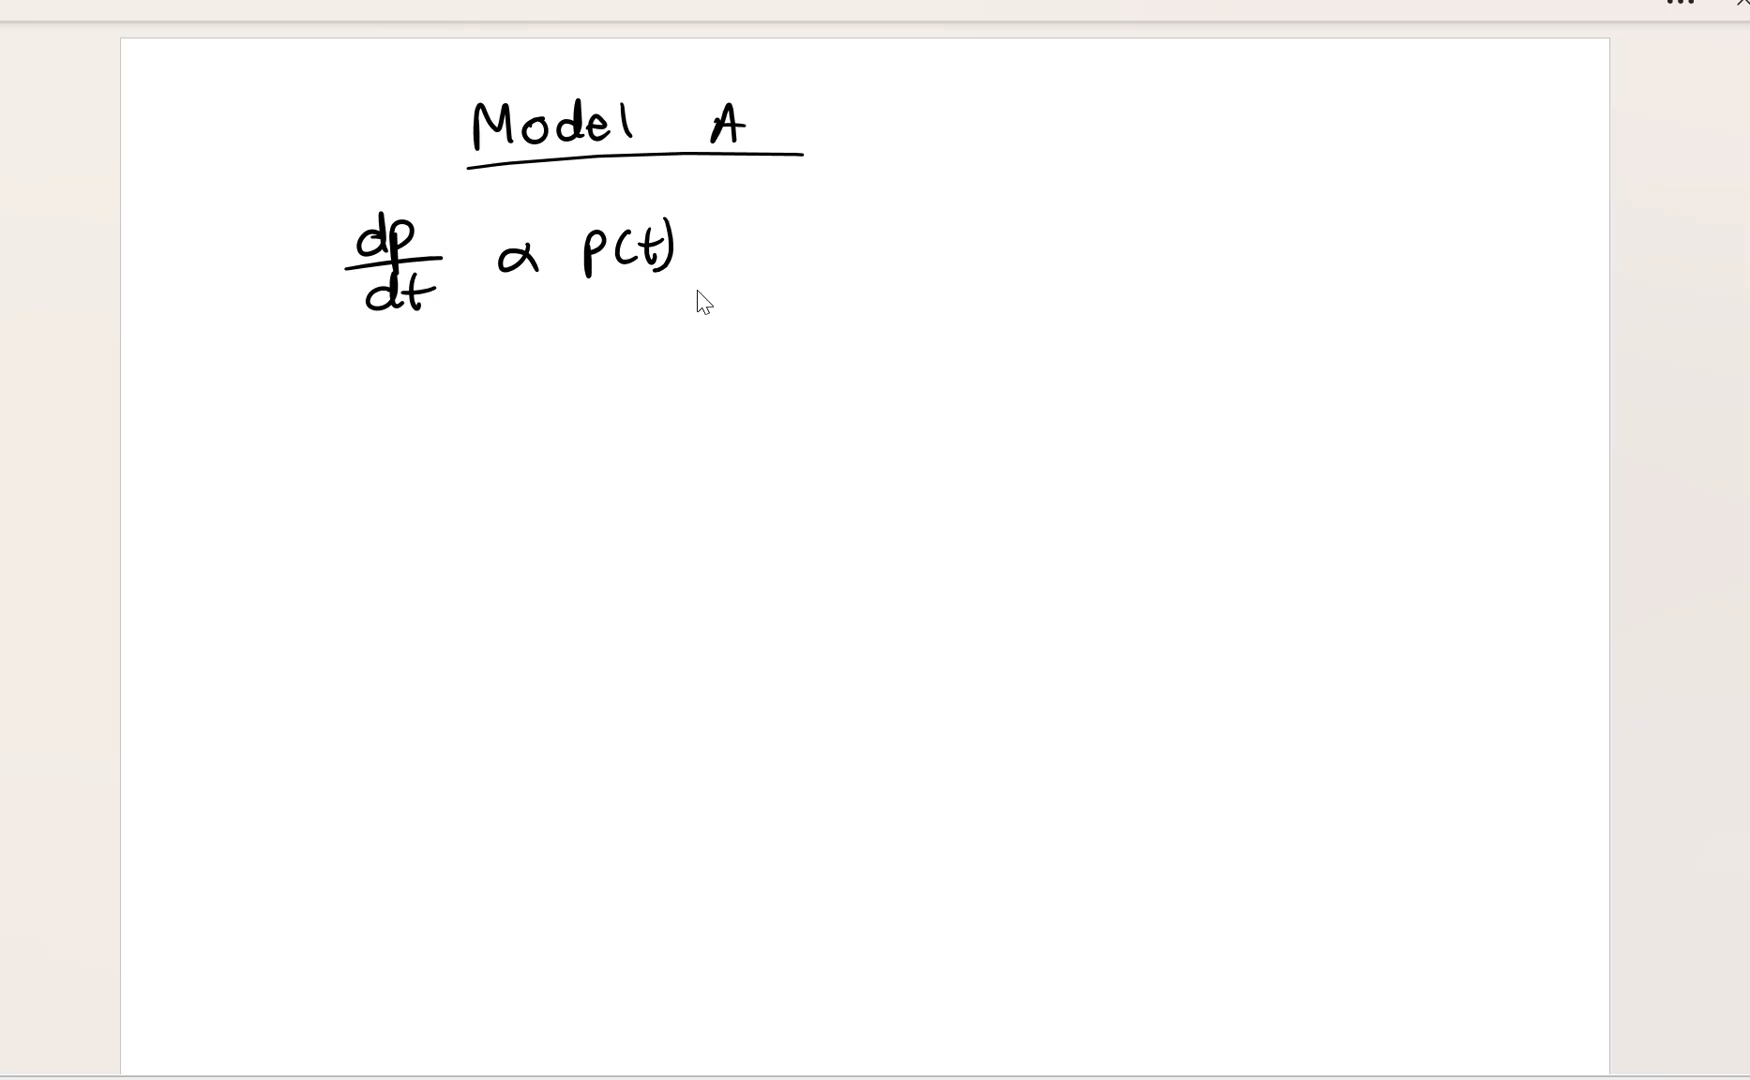 Model A
dp/dt ∝ P(t)